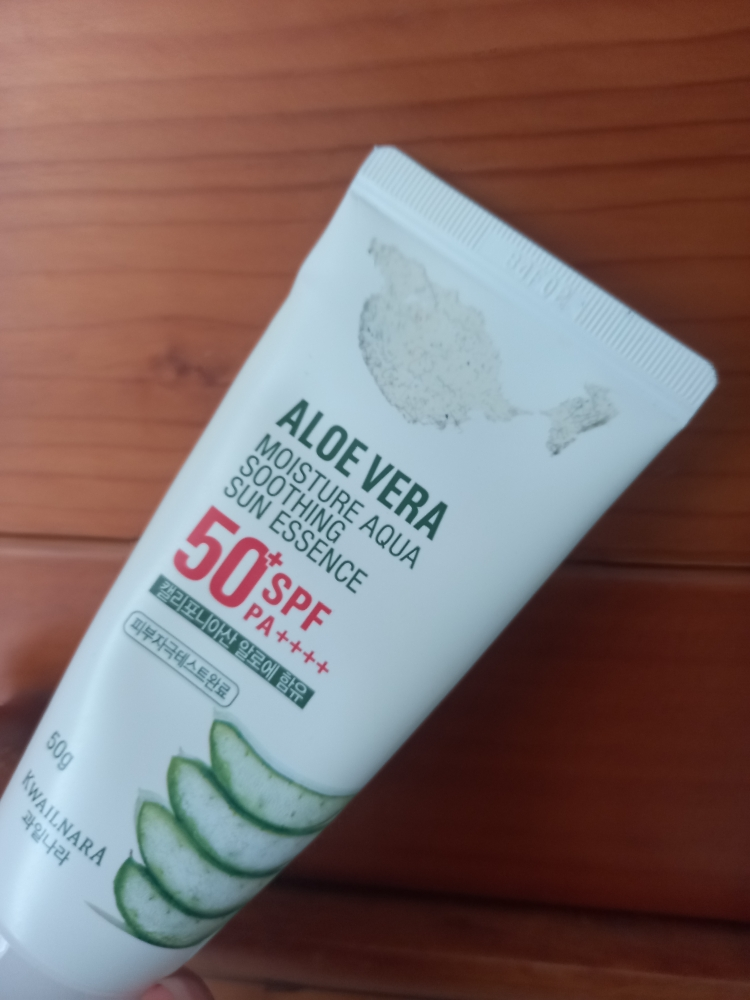 ALOE VERA
MOISTURE AQUA
SOOTHING
SUN ESSENCE
50+SPF
PA++++
캘리포니아산 알로에 함유
피부자극테스트완료
50g
KWAILNARA
과일나라